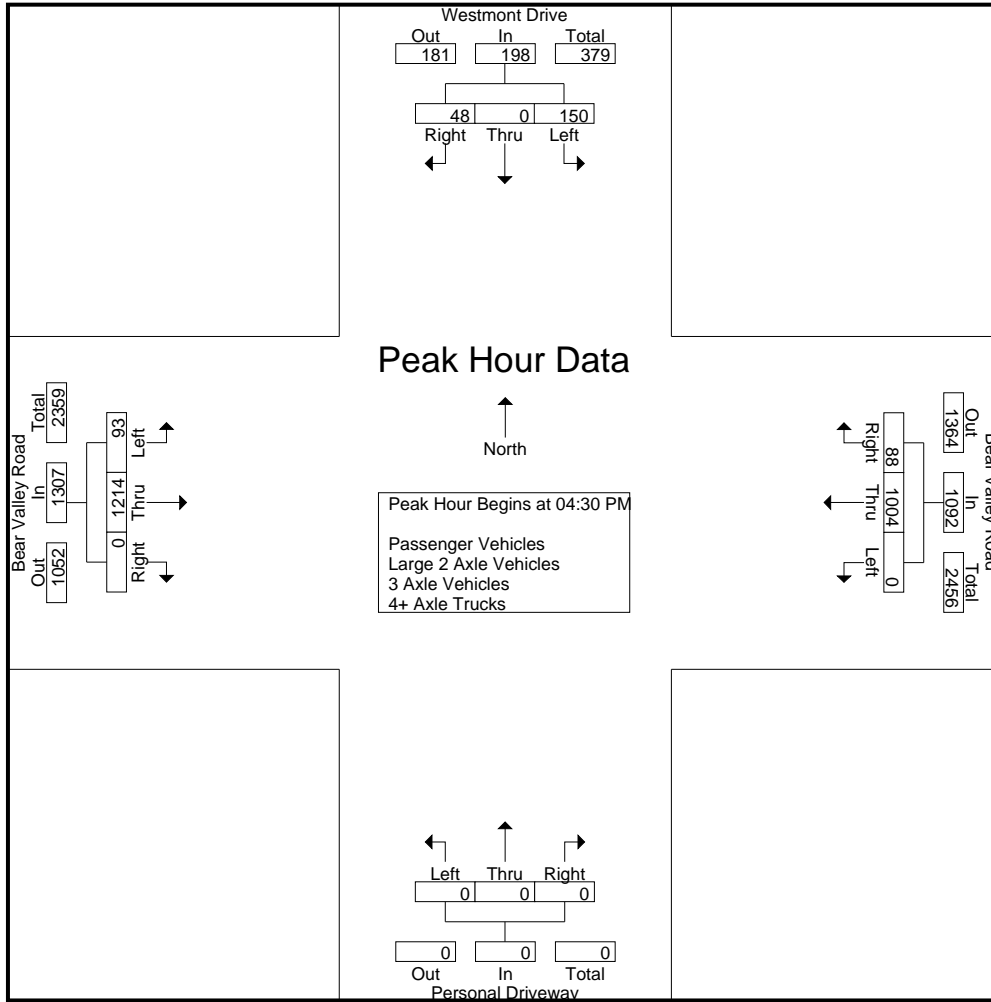 Westmont Drive
Out In Total
181 198 379
48 0 150
Right Thru Left
Peak Hour Data
North
Peak Hour Begins at 04:30 PM
Passenger Vehicles
Large 2 Axle Vehicles
3 Axle Vehicles
4+ Axle Trucks
Bear Valley Road
Out In Total
1052 1307 2359
Left Thru Right
93 1214 0
Bear Valley Road
Out In Total
1364 1092 2456
88 1004 0
Right Thru Left
Left Thru Right
0 0 0
0 0 0
Out In Total
Personal Driveway